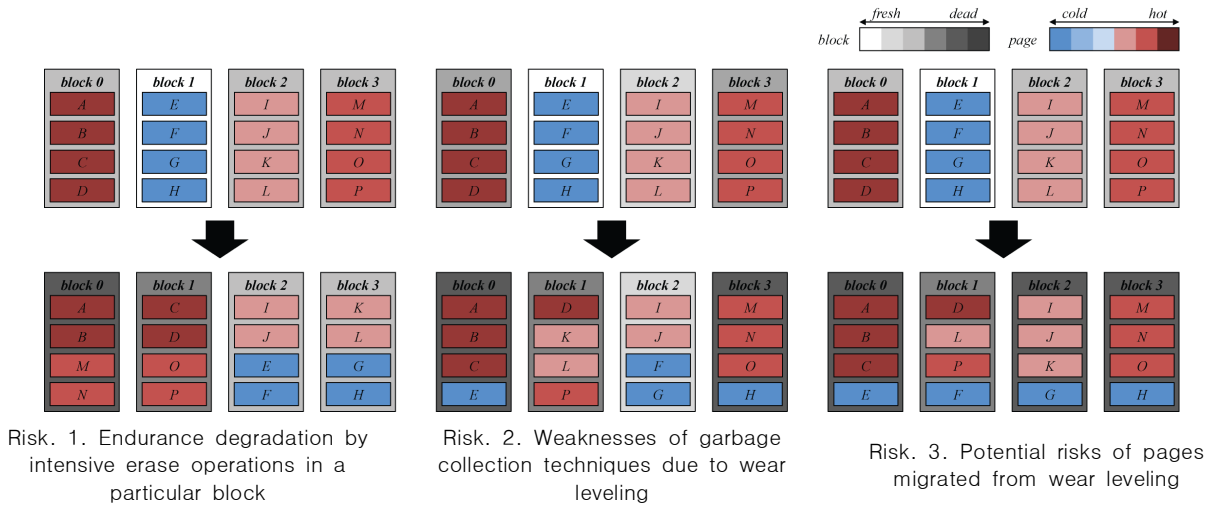 fresh dead cold hot
block page
block 0 block 1 block 2 block 3
A E I M
B F J N
C G K O
D H L P
block 0 block 1 block 2 block 3
A C I K
B D J L
M O E G
N P F H
Risk. 1. Endurance degradation by
intensive erase operations in a
particular block
block 0 block 1 block 2 block 3
A E I M
B F J N
C G K O
D H L P
block 0 block 1 block 2 block 3
A D I M
B K J N
C L F O
E P G H
Risk. 2. Weaknesses of garbage
collection techniques due to wear
leveling
block 0 block 1 block 2 block 3
A E I M
B F J N
C G K O
D H L P
block 0 block 1 block 2 block 3
A D I M
B L J N
C P K O
E F G H
Risk. 3. Potential risks of pages
migrated from wear leveling